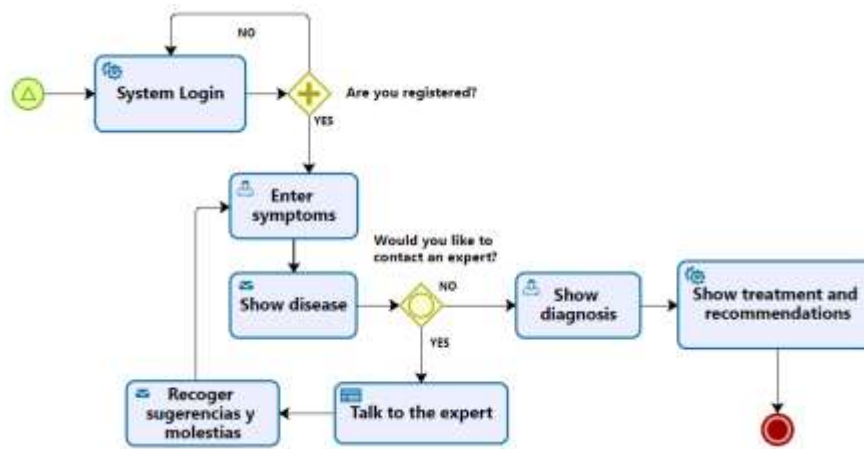 NO
System Login
Are you registered?
YES
Enter
symptoms
Would you like to
contact an expert?
NO
Show disease
Show
diagnosis
Show treatment and
recommendations
YES
Recoger
sugerencias y
molestias
Talk to the expert